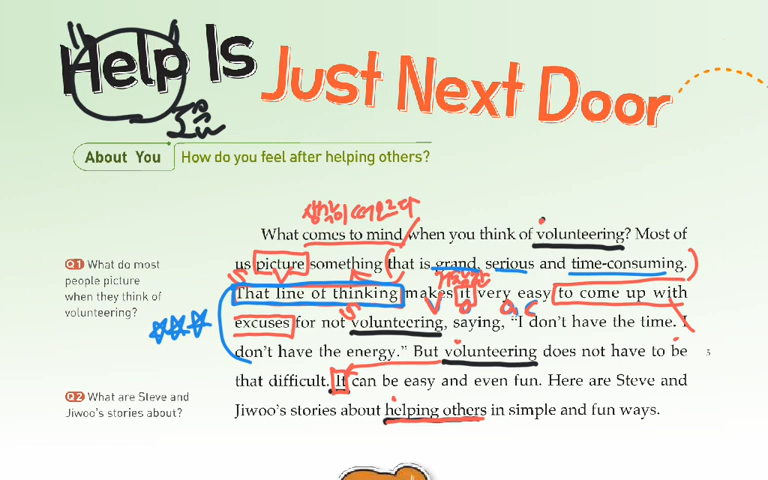 Help Is
Just Next Door
도움
About You
How do you feel after helping others?
생각이 떠오르다
What comes to mind when you think of volunteering? Most of
us picture something that is grand, serious and time-consuming.
That line of thinking makes it very easy to come up with
excuses for not volunteering, saying, "I don't have the time. I
don't have the energy." But volunteering does not have to be
that difficult. It can be easy and even fun. Here are Steve and
Jiwoo's stories about helping others in simple and fun ways.
5
Q1 What do most
people picture
when they think of
volunteering?
Q2 What are Steve and
Jiwoo's stories about?
S
V
S
V
O
O.C